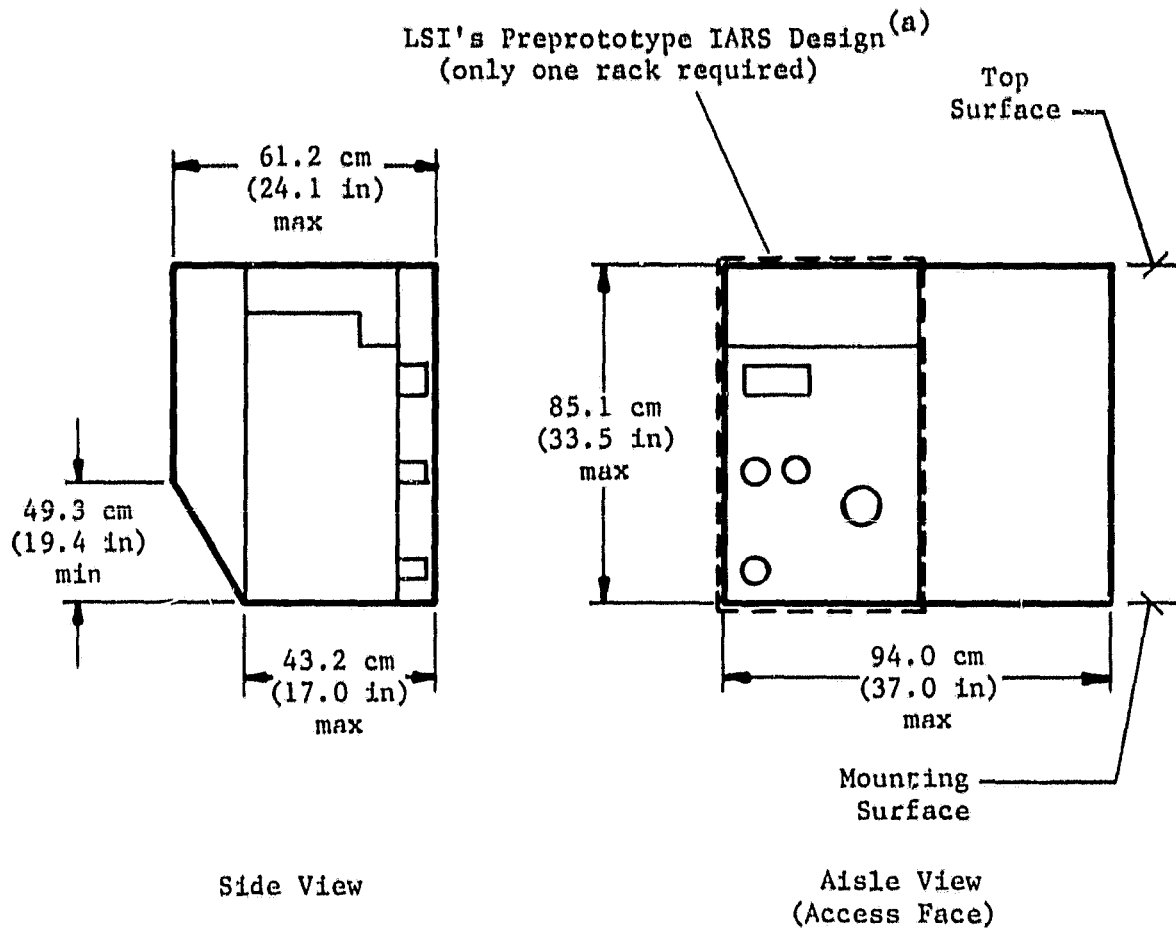 LSI's Preprototype IARS Design(a)
(only one rack required)
Top
Surface
61.2 cm
(24.1 in)
max
85.1 cm
(33.5 in)
max
49.3 cm
(19.4 in)
min
43.2 cm
(17.0 in)
max
94.0 cm
(37.0 in)
max
Mounting
Surface
Side View
Aisle View
(Access Face)